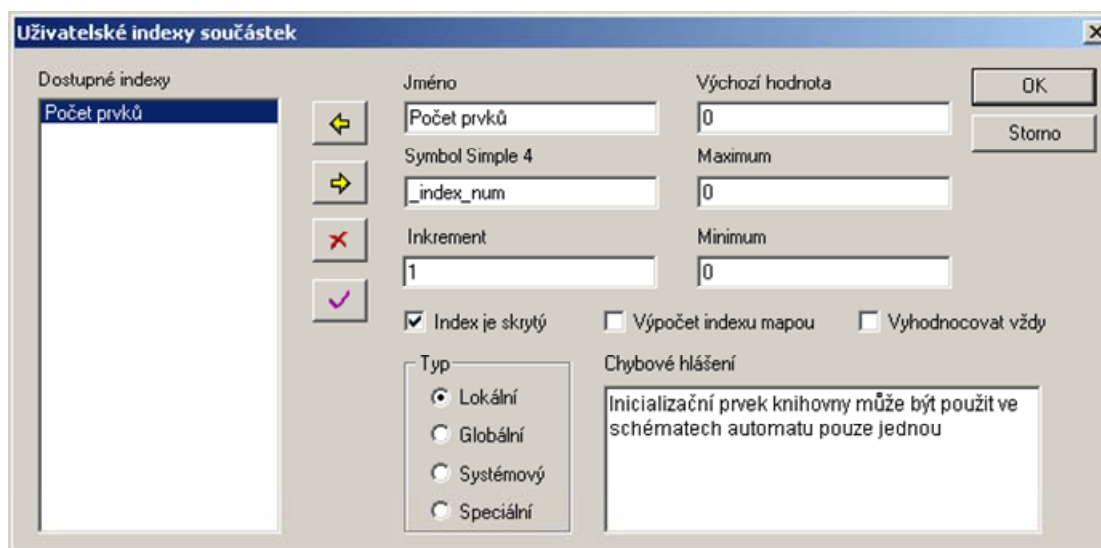 Uživatelské indexy součástek
Dostupné indexy
Počet prvků
Jméno
Počet prvků
Symbol Simple 4
_index_num
Inkrement
1
Výchozí hodnota
0
Maximum
0
Minimum
0
OK
Storno
Index je skrytý
Výpočet indexu mapou
Vyhodnocovat vždy
Typ
Lokální
Globální
Systémový
Speciální
Chybové hlášení
Inicializační prvek knihovny může být použit ve
schématech automatu pouze jednou